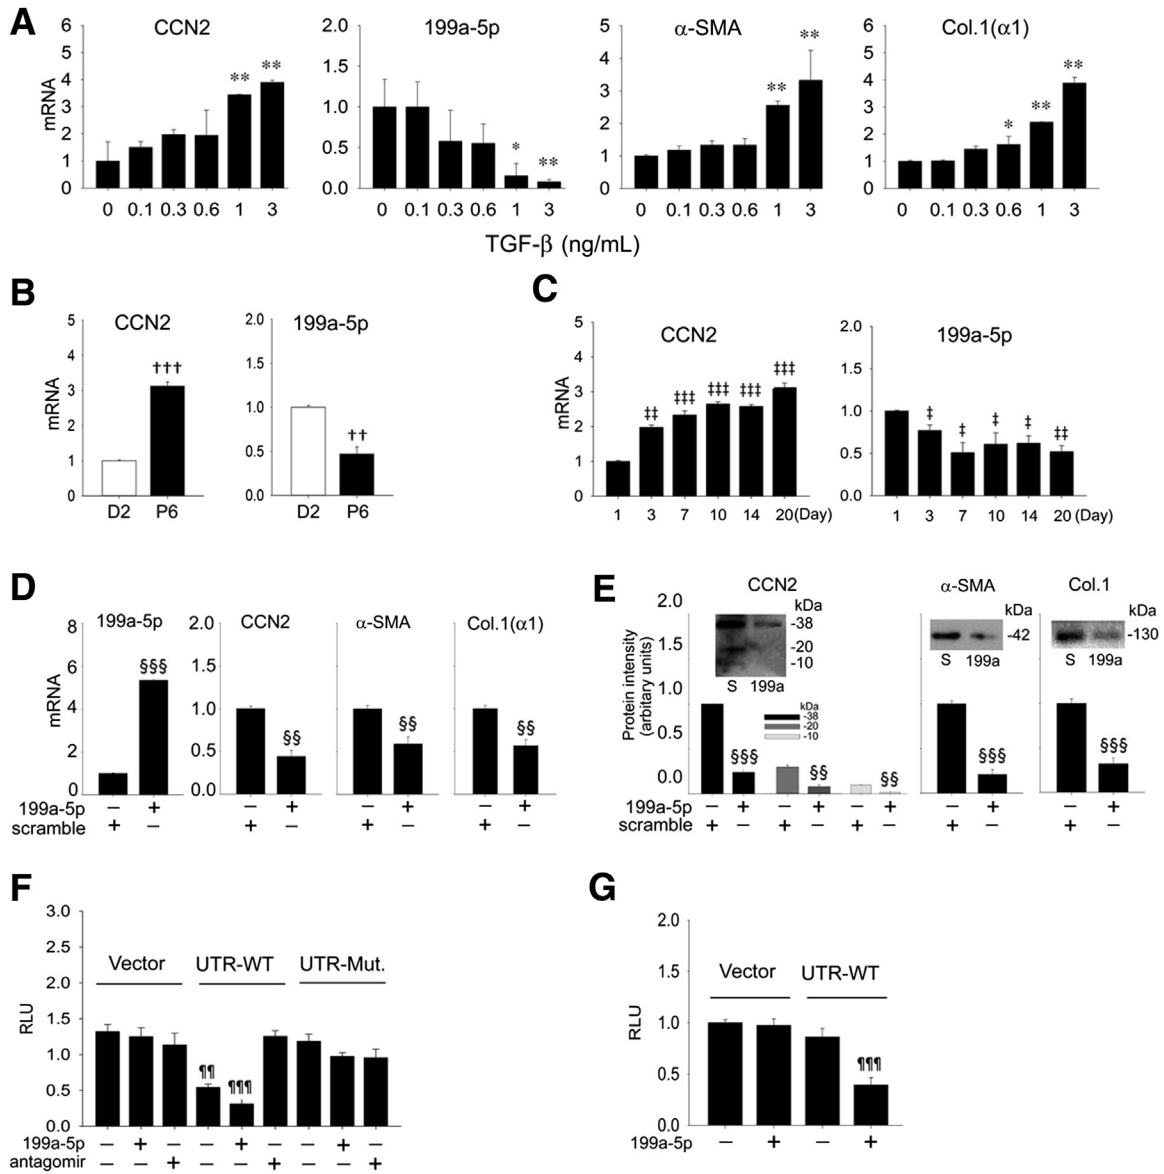 A
CCN2 199a-5p α-SMA Col.1(α1)
mRNA
6 5 4 3 2 1 0
** **
0 0.1 0.3 0.6 1 3
2.0 1.5 1.0 0.5 0.0
* **
0 0.1 0.3 0.6 1 3
5 4 3 2 1 0
** **
0 0.1 0.3 0.6 1 3
6 5 4 3 2 1 0
* ** **
0 0.1 0.3 0.6 1 3
TGF-β (ng/mL)
B
CCN2 199a-5p
mRNA
5 4 3 2 1 0
†††
D2 P6
2.0 1.5 1.0 0.5 0.0
††
D2 P6
C
CCN2 199a-5p
mRNA
5 4 3 2 1 0
‡‡ ‡‡‡ ‡‡‡ ‡‡‡ ‡‡‡
1 3 7 10 14 20(Day)
2.0 1.5 1.0 0.5 0.0
‡ ‡ ‡ ‡ ‡‡
1 3 7 10 14 20 (Day)
D
199a-5p CCN2 α-SMA Col.1(α1)
mRNA
8 6 4 2 0
§§§
2.0 1.5 1.0 0.5 0.0
§§ §§ §§
199a-5p − + − + − + − +
scramble + − + − + − + −
E
CCN2 α-SMA Col.1
Protein intensity
(arbitary units)
2.0 1.5 1.0 0.5 0.0
kDa
-38
-20
-10
S 199a
kDa
-38
-20
-10
kDa
-42
S 199a
kDa
-130
S 199a
§§§ §§ §§ §§§ §§§
199a-5p − + − + − + − + − +
scramble + − + − + − + − + −
F
RLU
3.0 2.5 2.0 1.5 1.0 0.5 0.0
Vector UTR-WT UTR-Mut.
¶¶ ¶¶¶
199a-5p − + − − + − − + −
antagomir − − + − − + − − +
G
RLU
2.0 1.5 1.0 0.5 0.0
Vector UTR-WT
¶¶¶
199a-5p − + − +